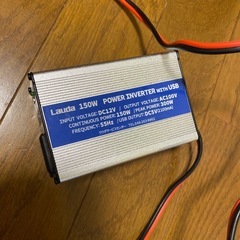 Lauda 150W POWER INVERTER WITH USB
INPUT VOLTAGE:DC12V / OUTPUT VOLTAGE:AC100V
CONTINUOUS POWER:150W /PEAK POWER:300W
FREQUENCY:55Hz /USB OUTPUT:DC5V